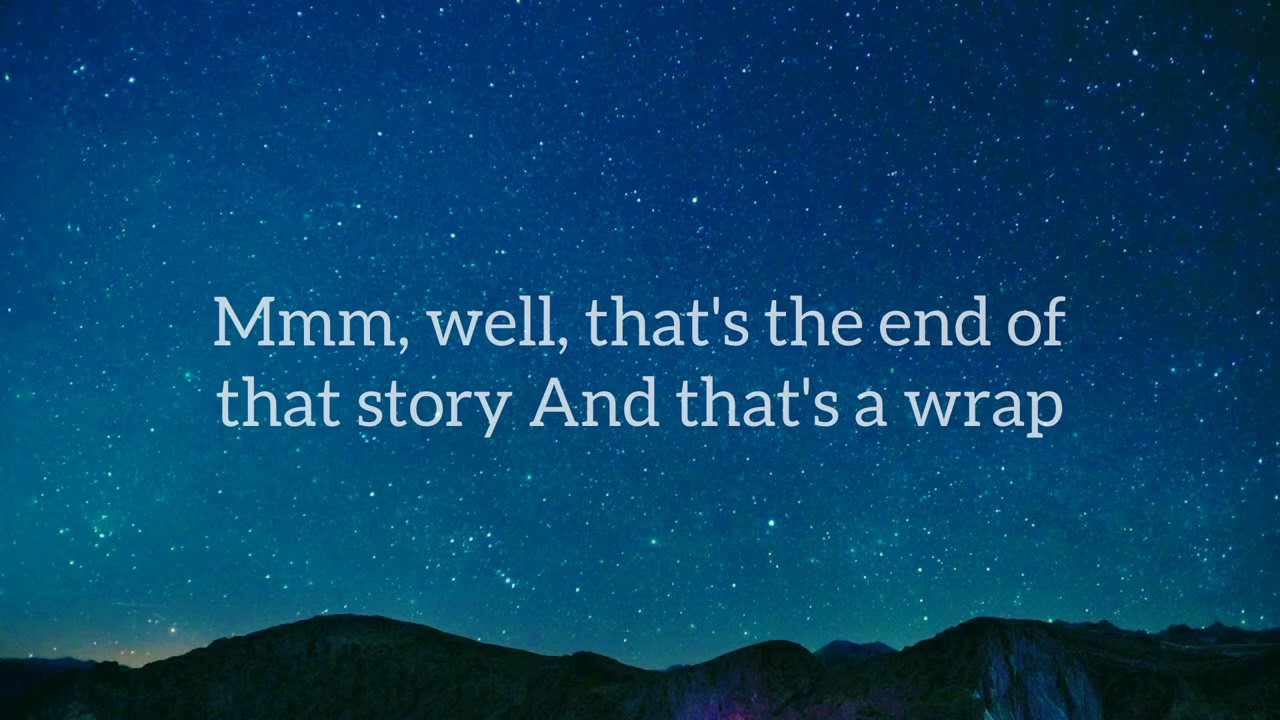 Mmm, well, that's the end of
that story And that's a wrap